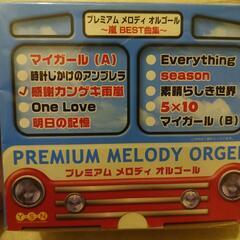 プレミアム メロディ オルゴール
～嵐 BEST曲集～
マイガール（A）
時計じかけのアンブレラ
感謝カンゲキ雨嵐
One Love
明日の記憶
Everything
season
素晴らしき世界
5×10
マイガール（B）
PREMIUM MELODY ORGEL
プレミアム メロディ オルゴール
Y S N